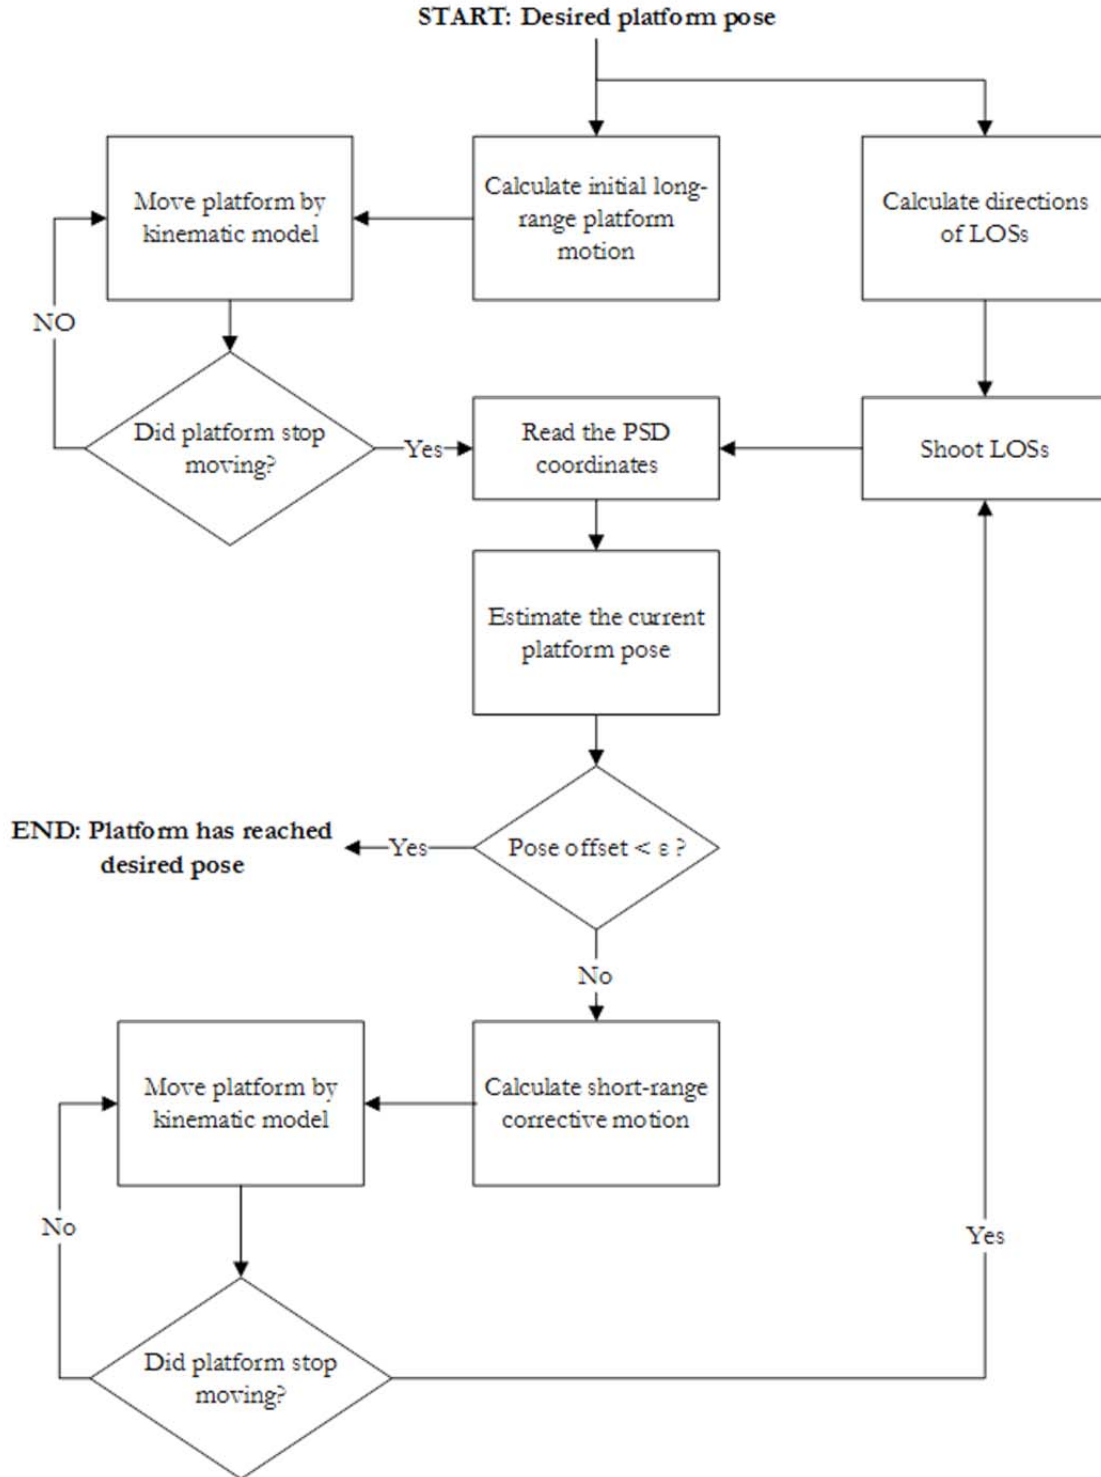 START: Desired platform pose
Move platform by
kinematic model
Calculate initial long-
range platform
motion
Calculate directions
of LOSs
NO
Did platform stop
moving?
Yes
Read the PSD
coordinates
Shoot LOSs
Estimate the current
platform pose
END: Platform has reached
desired pose
Yes
Pose offset < ε ?
No
Move platform by
kinematic model
Calculate short-range
corrective motion
No
Yes
Did platform stop
moving?